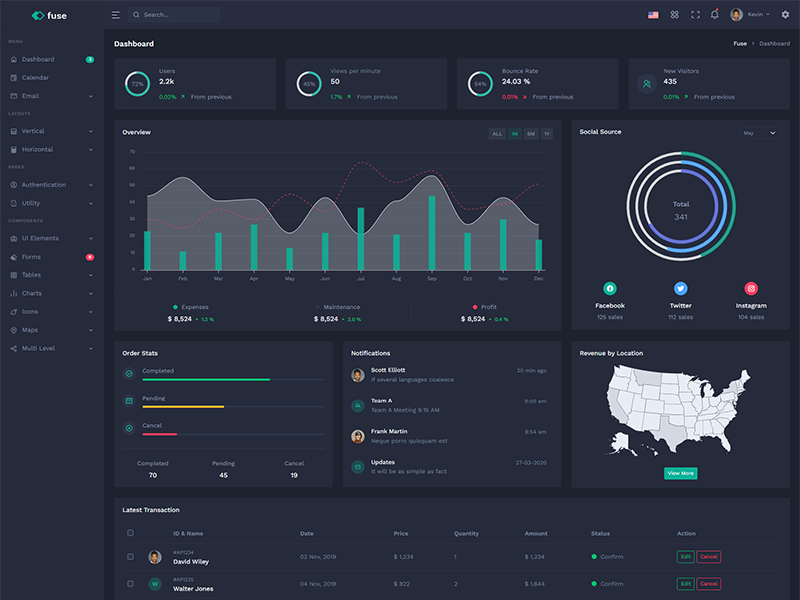 fuse
Search...
Kevin
MENU
Dashboard
3
Calendar
Email
LAYOUTS
Vertical
Horizontal
PAGES
Authentication
Utility
COMPONENTS
UI Elements
Forms
8
Tables
Charts
Icons
Maps
Multi Level
Dashboard
Fuse > Dashboard
72%
Users
2.2k
0.02% From previous
45%
Views per minute
50
1.7% From previous
54%
Bounce Rate
24.03 %
0.01% From previous
New Visitors
435
0.01% From previous
Overview
ALL 1M 6M 1Y
70
60
50
40
30
20
10
0
Jan Feb Mar Apr May Jun Jul Aug Sep Oct Nov Dec
Expenses
$ 8,524 1.2 %
Maintenance
$ 8,524 2.0 %
Profit
$ 8,524 0.4 %
Social Source
May
Total
341
Facebook
125 sales
Twitter
112 sales
Instagram
104 sales
Order Stats
Completed
Pending
Cancel
Completed Pending Cancel
70 45 19
Notifications
Scott Elliott 20 min ago
If several languages coalesce
Team A 9:00 am
Team A Meeting 9:15 AM
Frank Martin 8:54 am
Neque porro quisquam est
Updates 27-03-2020
It will be as simple as fact
Revenue by Location
View More
Latest Transaction
ID & Name Date Price Quantity Amount Status Action
#AP1234
David Wiley 02 Nov, 2019 $ 1,234 1 $ 1,234 Confirm Edit Cancel
#AP1235
W Walter Jones 04 Nov, 2019 $ 822 2 $ 1,644 Confirm Edit Cancel